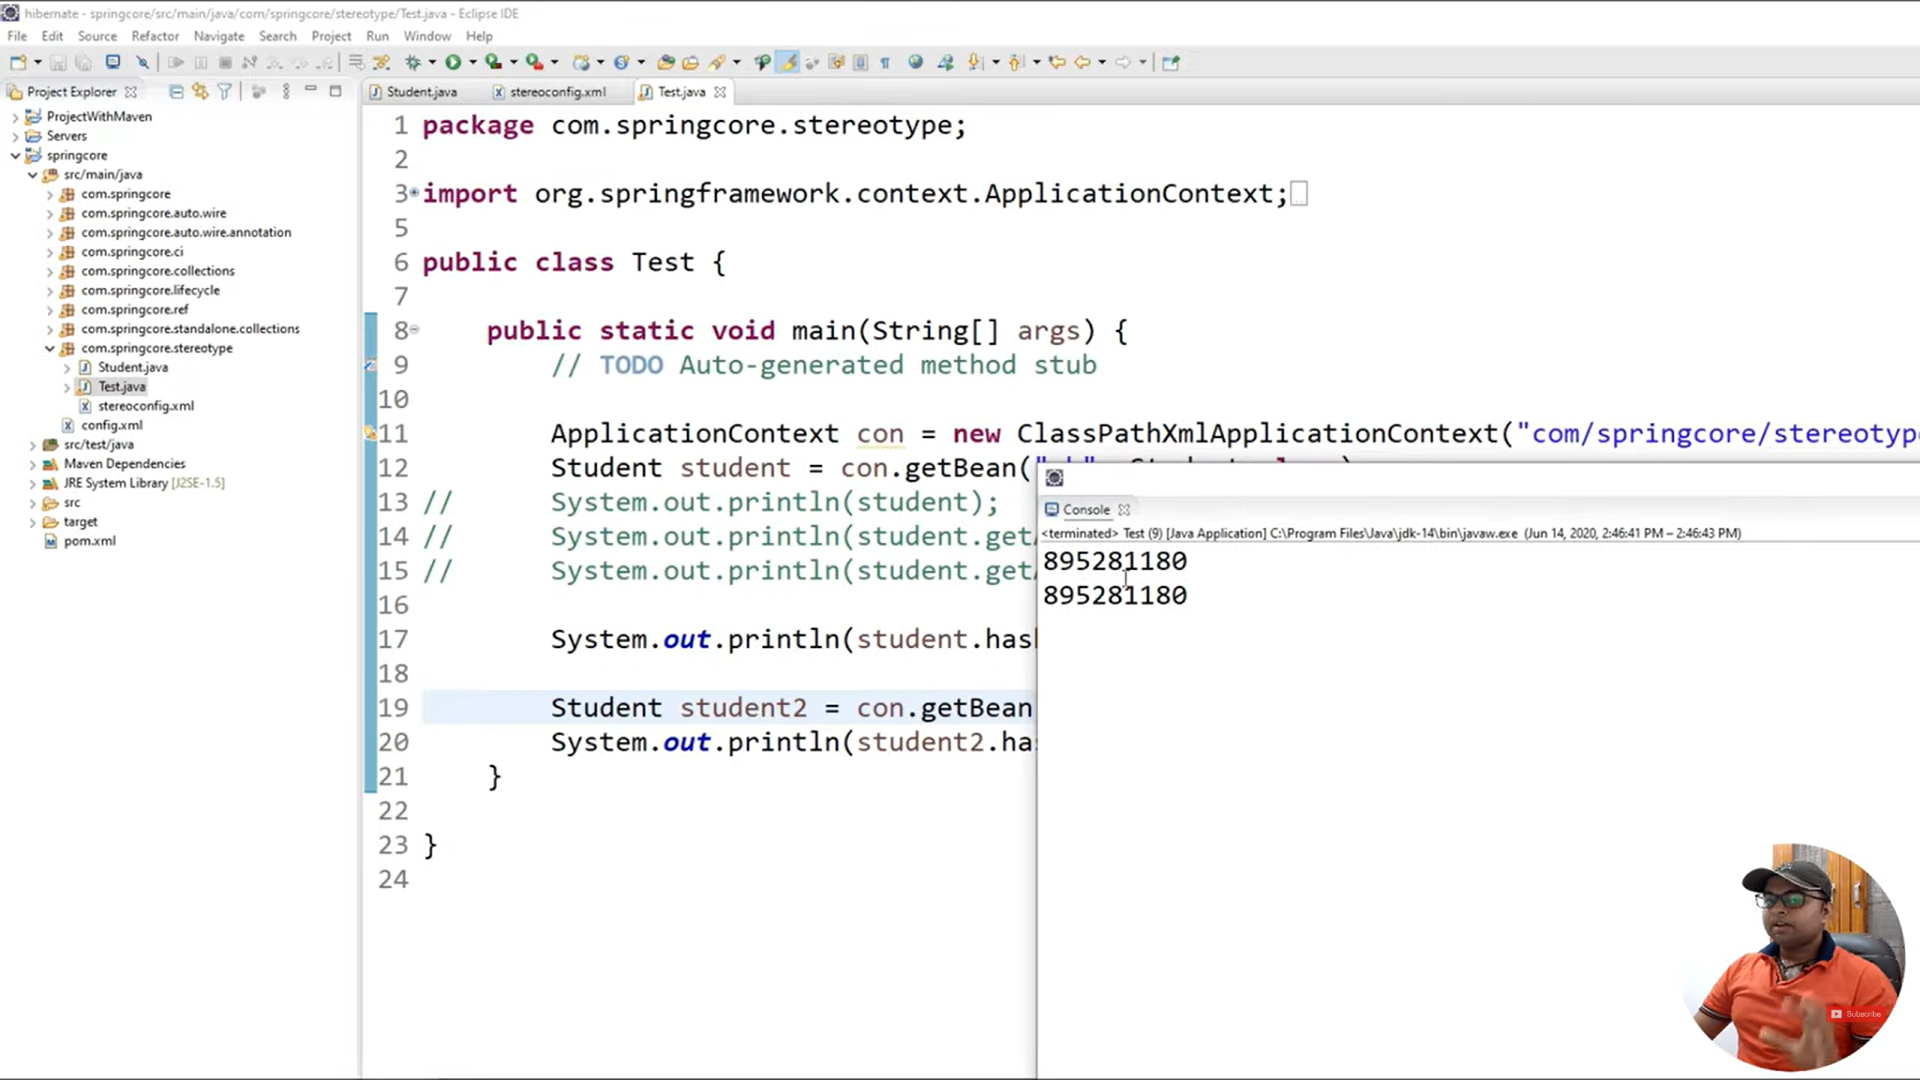 hibernate - springcore/src/main/java/com/springcore/stereotype/Test.java - Eclipse IDE
File Edit Source Refactor Navigate Search Project Run Window Help
Project Explorer
Student.java stereoconfig.xml Test.java
ProjectWithMaven
Servers
springcore
src/main/java
com.springcore
com.springcore.auto.wire
com.springcore.auto.wire.annotation
com.springcore.ci
com.springcore.collections
com.springcore.lifecycle
com.springcore.ref
com.springcore.standalone.collections
com.springcore.stereotype
Student.java
Test.java
stereoconfig.xml
config.xml
src/test/java
Maven Dependencies
JRE System Library [J2SE-1.5]
src
target
pom.xml
1 package com.springcore.stereotype;
2
3 import org.springframework.context.ApplicationContext;
5
6 public class Test {
7
8 public static void main(String[] args) {
9 // TODO Auto-generated method stub
10
11 ApplicationContext con = new ClassPathXmlApplicationContext("com/springcore/stereotyp
12 Student student = con.getBean(
13 // System.out.println(student);
14 // System.out.println(student.get
15 // System.out.println(student.get
16
17 System.out.println(student.has
18
19 Student student2 = con.getBean
20 System.out.println(student2.ha
21 }
22
23 }
24
Console
<terminated> Test (9) [Java Application] C:\Program Files\Java\jdk-14\bin\javaw.exe (Jun 14, 2020, 2:46:41 PM – 2:46:43 PM)
895281180
895281180
Subscribe